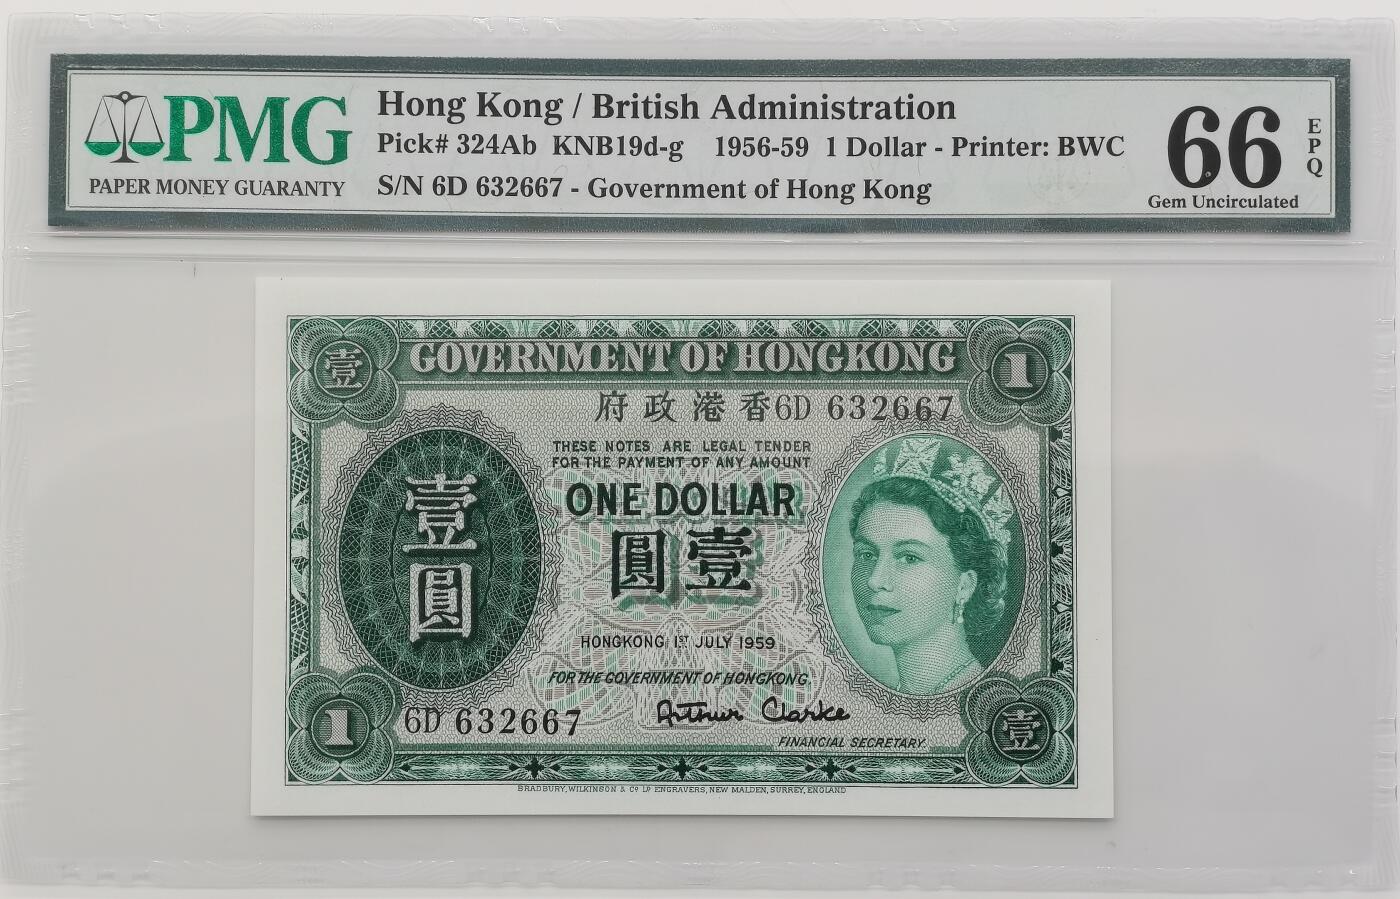 PMG
PAPER MONEY GUARANTY
Hong Kong / British Administration
Pick# 324Ab KNB19d-g 1956-59 1 Dollar - Printer: BWC
S/N 6D 632667 - Government of Hong Kong
66
EPQ
Gem Uncirculated
壹
GOVERNMENT OF HONGKONG
1
府政港香 6D 632667
THESE NOTES ARE LEGAL TENDER
FOR THE PAYMENT OF ANY AMOUNT
ONE DOLLAR
圓壹
壹圓
HONGKONG 1ST JULY 1959
FOR THE GOVERNMENT OF HONGKONG.
1
6D 632667
Arthur Clarke
FINANCIAL SECRETARY.
壹
BRADBURY, WILKINSON & Co Ld ENGRAVERS, NEW MALDEN, SURREY, ENGLAND